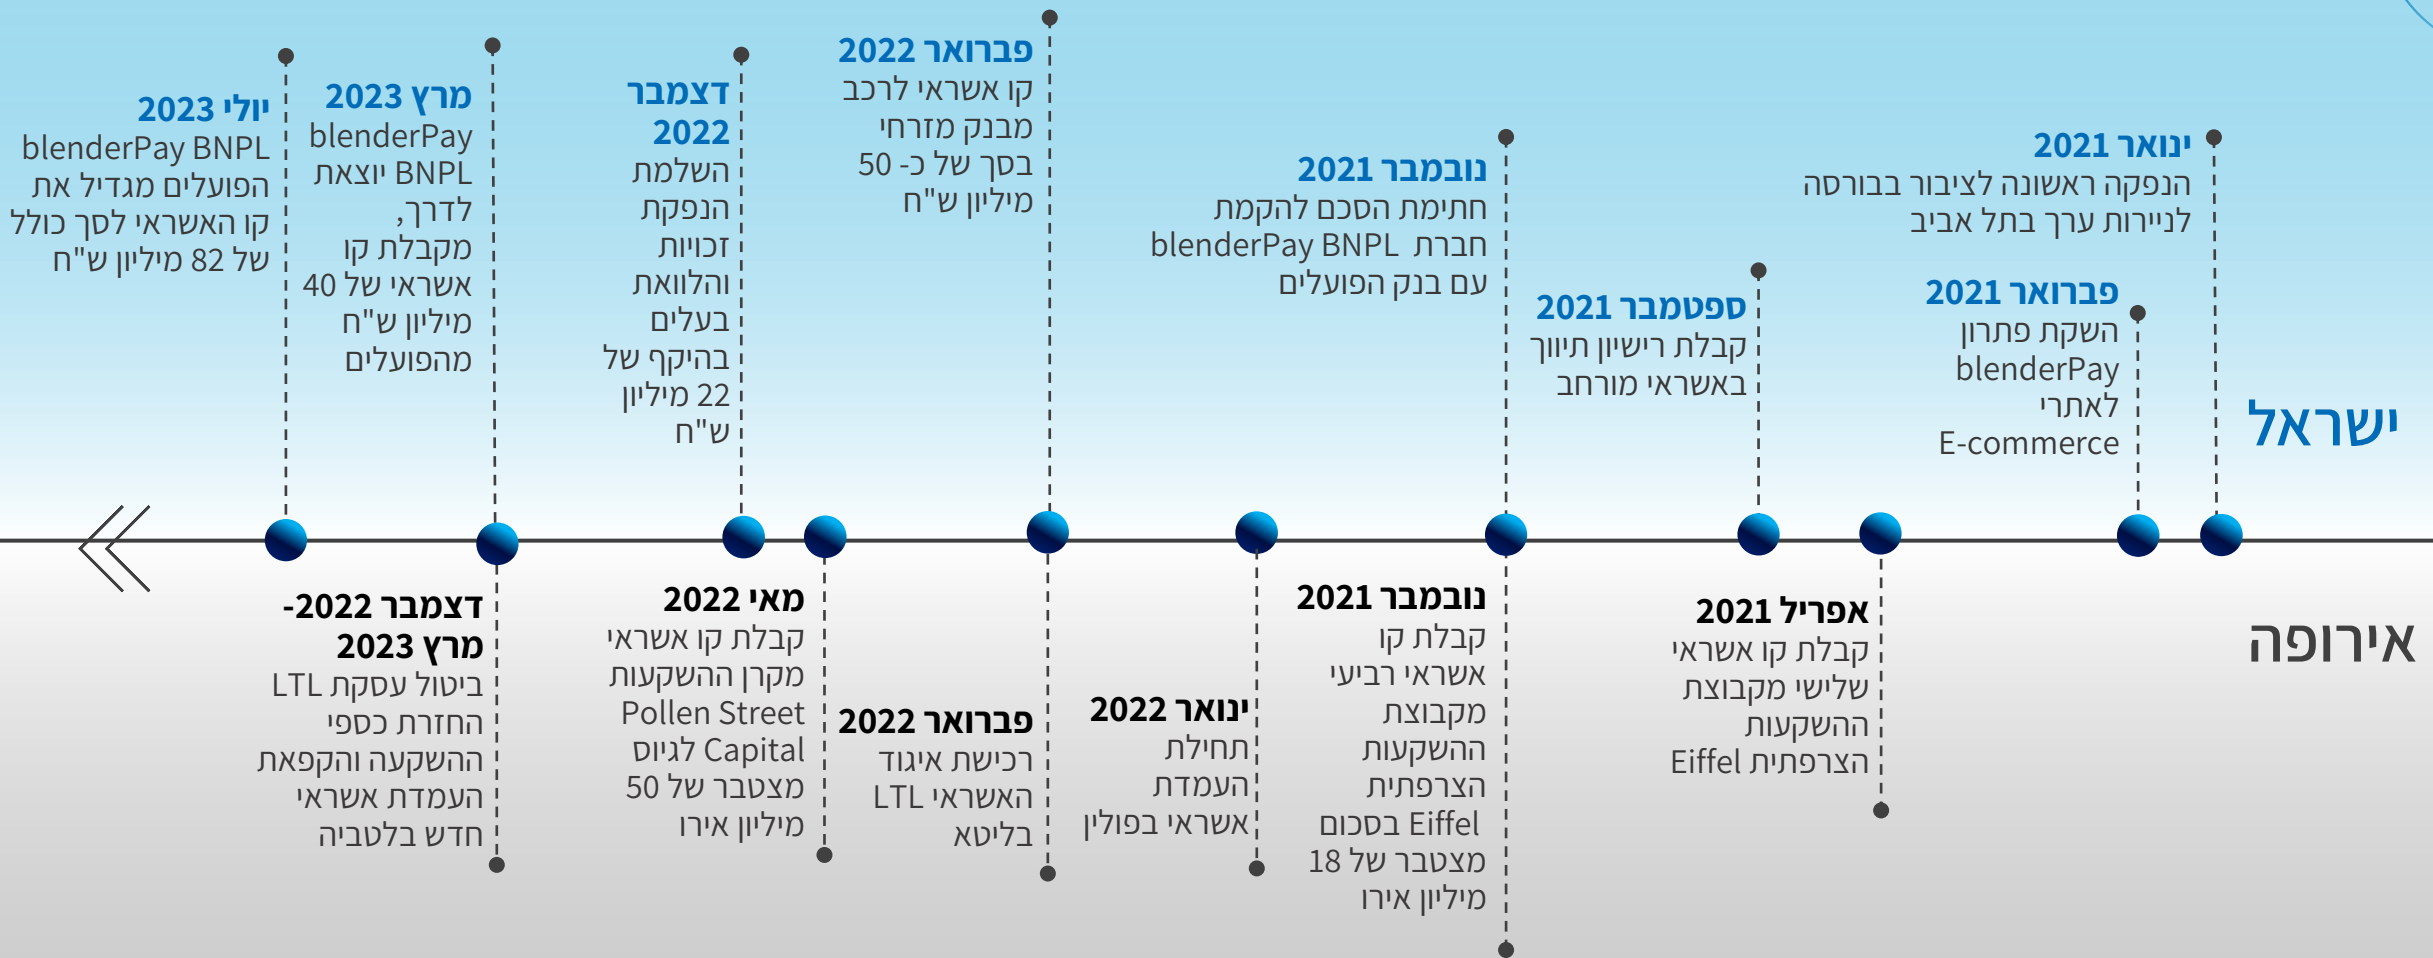 ישראל
ינואר 2021
הנפקה ראשונה לציבור בבורסה
לניירות ערך בתל אביב
פברואר 2021
השקת פתרון
blenderPay
לאתרי
E-commerce
ספטמבר 2021
קבלת רישיון תיווך
באשראי מורחב
נובמבר 2021
חתימת הסכם להקמת
חברת blenderPay BNPL
עם בנק הפועלים
פברואר 2022
קו אשראי לרכב
מבנק מזרחי
בסך של כ- 50
מיליון ש"ח
דצמבר
2022
השלמת
הנפקת
זכויות
והלוואת
בעלים
בהיקף של
22 מיליון
ש"ח
מרץ 2023
blenderPay
BNPL יוצאת
לדרך,
מקבלת קו
אשראי של 40
מיליון ש"ח
מהפועלים
יולי 2023
blenderPay BNPL
הפועלים מגדיל את
קו האשראי לסך כולל
של 82 מיליון ש"ח
אירופה
אפריל 2021
קבלת קו אשראי
שלישי מקבוצת
ההשקעות
הצרפתית Eiffel
נובמבר 2021
קבלת קו
אשראי רביעי
מקבוצת
ההשקעות
הצרפתית
Eiffel בסכום
מצטבר של 18
מיליון אירו
ינואר 2022
תחילת
העמדת
אשראי בפולין
פברואר 2022
רכישת איגוד
האשראי LTL
בליטא
מאי 2022
קבלת קו אשראי
מקרן ההשקעות
Pollen Street
Capital לגיוס
מצטבר של 50
מיליון אירו
דצמבר 2022-
מרץ 2023
ביטול עסקת LTL
החזרת כספי
ההשקעה והקפאת
העמדת אשראי
חדש בלטביה